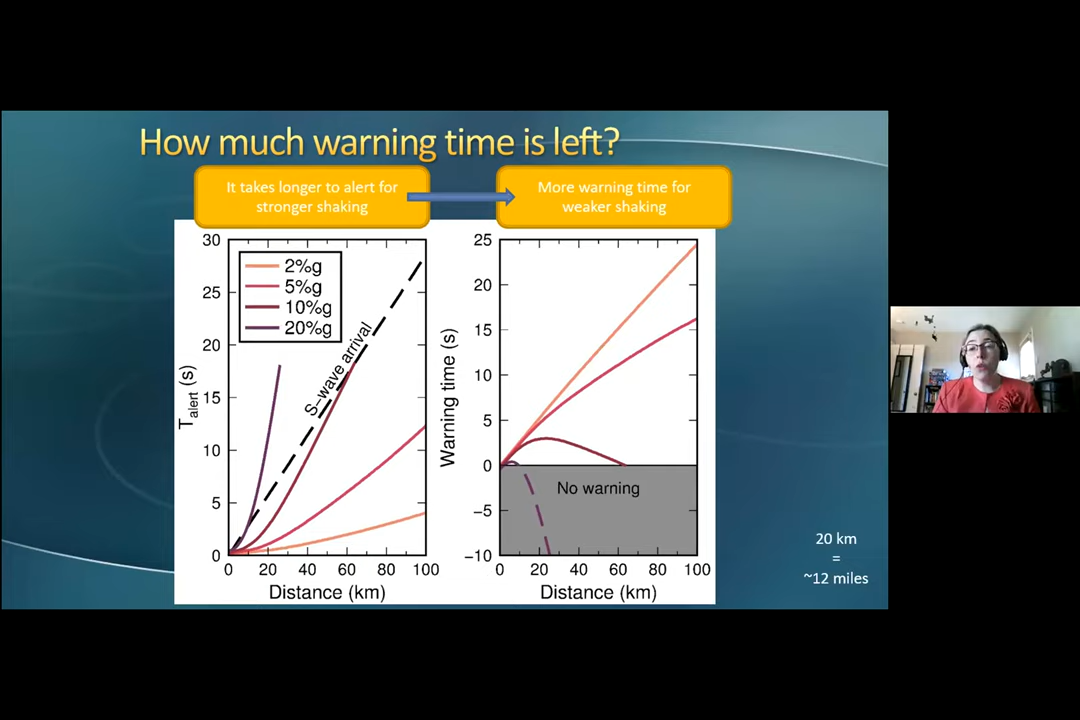 How much warning time is left?
It takes longer to alert for
stronger shaking
More warning time for
weaker shaking
30
25
20
15
10
5
0
T_alert (s)
2%g
5%g
10%g
20%g
S-wave arrival
0 20 40 60 80 100
Distance (km)
25
20
15
10
5
0
−5
−10
Warning time (s)
No warning
0 20 40 60 80 100
Distance (km)
20 km
=
~12 miles